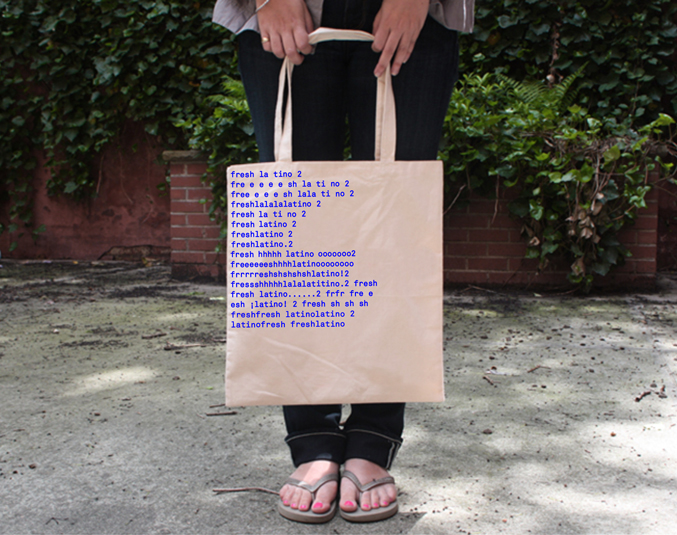 fresh la tino 2
fre e e e e sh la ti no 2
free e e e sh lala ti no 2
freshlalalalatino 2
fresh la ti no 2
fresh latino 2
freshlatino 2
freshlatino.2
fresh hhhhh latino ooooooo2
freeeeeeshhhhlatinoooooooo
frrrrreshshshshshlatino!2
fressshhhhhlalalatitino.2 fresh
fresh latino......2 frfr fre e
esh ¡latino! 2 fresh sh sh sh
freshfresh latinolatino 2
latinofresh freshlatino